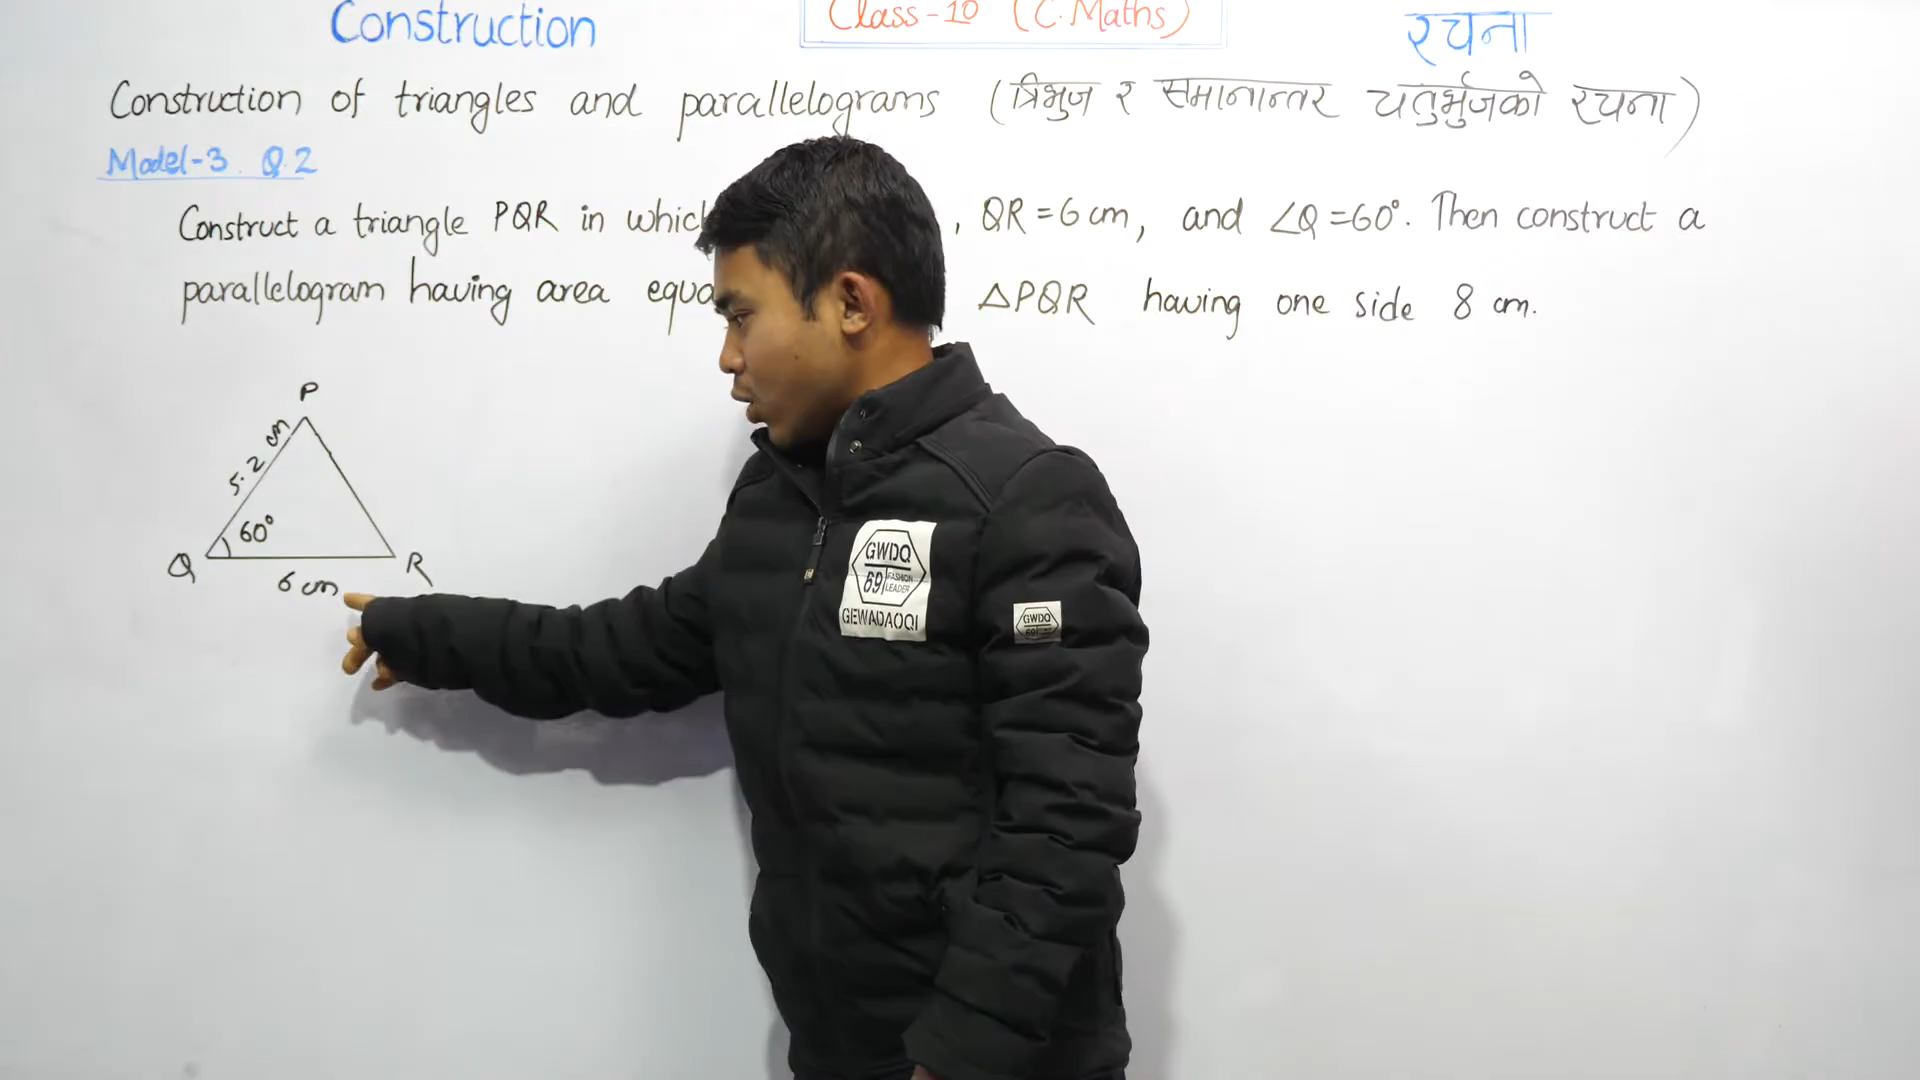 Construction Class-10 (C. Maths) रचना
Construction of triangles and parallelograms (त्रिभुज र समानान्तर चतुर्भुजको रचना)
Model-3. Q.2
Construct a triangle PQR in which , QR = 6 cm, and ∠Q = 60°. Then construct a
parallelogram having area △PQR having one side 8 cm.
P
5.2 cm
60°
Q R
6 cm
GWDQ
69 FASHION
LEADER
GEWADAOQI
GWDQ
69